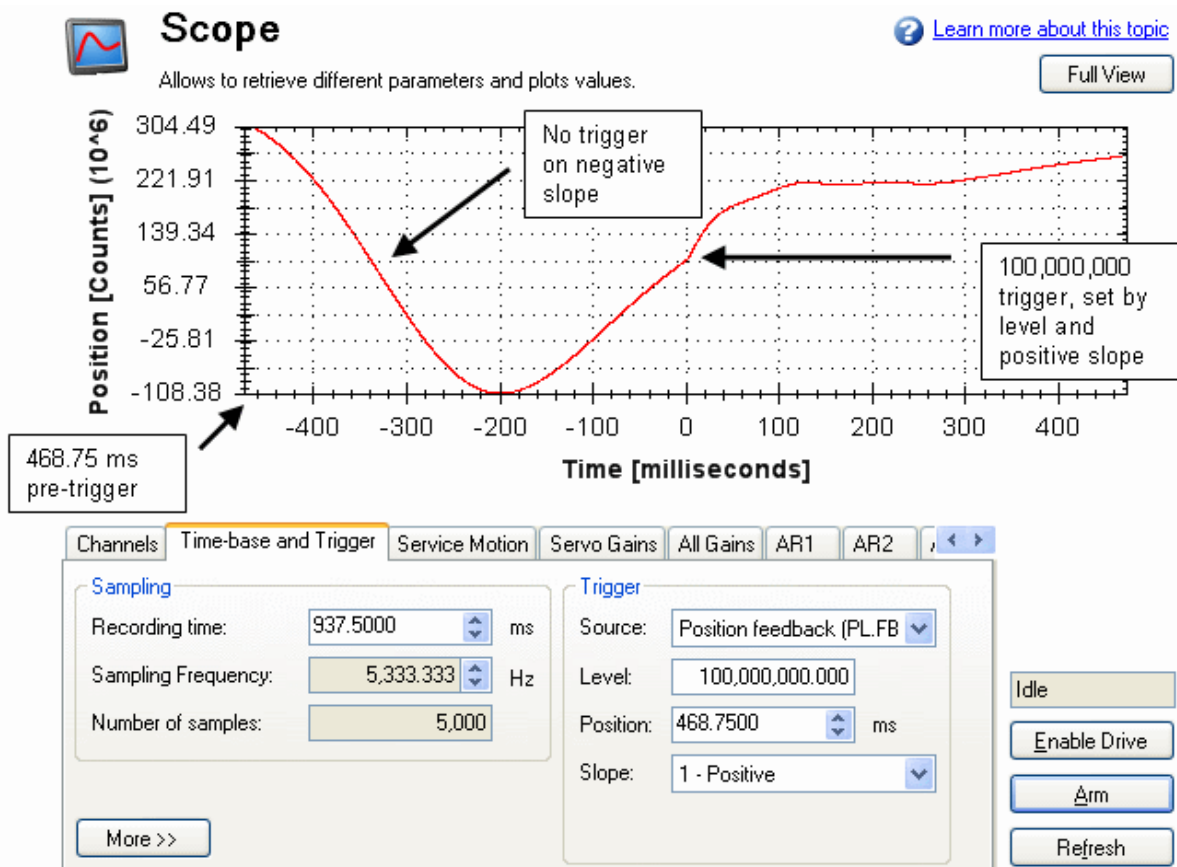 Scope
Learn more about this topic
Allows to retrieve different parameters and plots values.
Full View
Position [Counts] (10^6)
304.49
221.91
139.34
56.77
-25.81
-108.38
No trigger
on negative
slope
100,000,000
trigger, set by
level and
positive slope
-400
-300
-200
-100
0
100
200
300
400
Time [milliseconds]
468.75 ms
pre-trigger
Channels
Time-base and Trigger
Service Motion
Servo Gains
All Gains
AR1
AR2
Sampling
Recording time: 937.5000 ms
Sampling Frequency: 5,333.333 Hz
Number of samples: 5,000
More >>
Trigger
Source: Position feedback (PL.FB
Level: 100,000,000.000
Position: 468.7500 ms
Slope: 1 - Positive
Idle
Enable Drive
Arm
Refresh